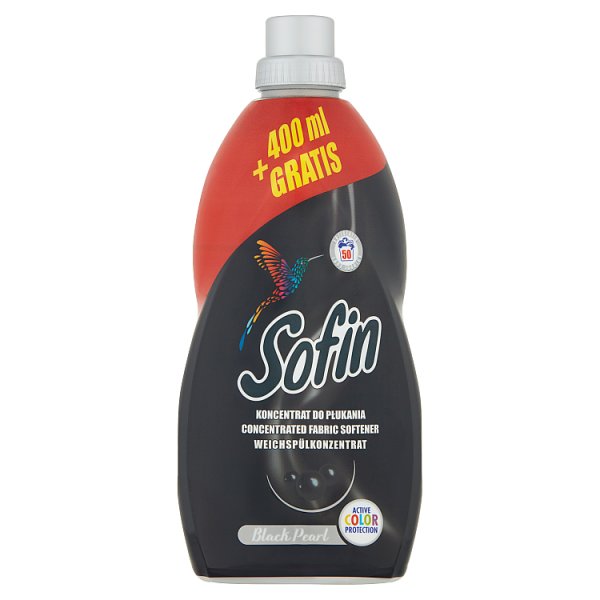 + 400 ml
GRATIS
50
Sofin
KONCENTRAT DO PŁUKANIA
CONCENTRATED FABRIC SOFTENER
WEICHSPÜLKONZENTRAT
Black Pearl
ACTIVE
COLOR
PROTECTION